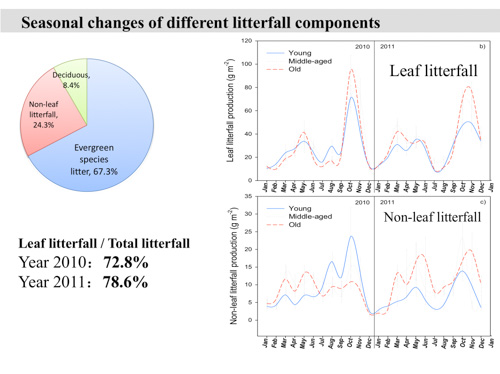 Seasonal changes of different litterfall components
Deciduous,
8.4%
Non-leaf
litterfall,
24.3%
Evergreen
species
litter, 67.3%
Leaf litterfall / Total litterfall
Year 2010: 72.8%
Year 2011: 78.6%
Leaf litterfall production (g m-2)
120
100
80
60
40
20
0
Young
Middle-aged
Old
2010
2011
b)
Leaf litterfall
Jan Feb Mar Apr May Jun Jul Aug Sep Oct Nov Dec Jan Feb Mar Apr May Jun Jul Aug Sep Oct Nov Dec Jan
Non-leaf litterfall production (g m-2)
35
30
25
20
15
10
5
0
Young
Middle-aged
Old
2010
2011
c)
Non-leaf litterfall
Jan Feb Mar Apr May Jun Jul Aug Sep Oct Nov Dec Jan Feb Mar Apr May Jun Jul Aug Sep Oct Nov Dec Jan